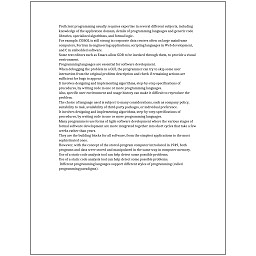 Proficient programming usually requires expertise in several different subjects, including
knowledge of the application domain, details of programming languages and generic code
libraries, specialized algorithms, and formal logic.
For example, COBOL is still strong in corporate data centers often on large mainframe
computers, Fortran in engineering applications, scripting languages in Web development,
and C in embedded software.
Some text editors such as Emacs allow GDB to be invoked through them, to provide a visual
environment.
Programming languages are essential for software development.
When debugging the problem in a GUI, the programmer can try to skip some user
interaction from the original problem description and check if remaining actions are
sufficient for bugs to appear.
It involves designing and implementing algorithms, step-by-step specifications of
procedures, by writing code in one or more programming languages.
Also, specific user environment and usage history can make it difficult to reproduce the
problem.
The choice of language used is subject to many considerations, such as company policy,
suitability to task, availability of third-party packages, or individual preference.
It involves designing and implementing algorithms, step-by-step specifications of
procedures, by writing code in one or more programming languages.
Many programmers use forms of Agile software development where the various stages of
formal software development are more integrated together into short cycles that take a few
weeks rather than years.
They are the building blocks for all software, from the simplest applications to the most
sophisticated ones.
However, with the concept of the stored-program computer introduced in 1949, both
programs and data were stored and manipulated in the same way in computer memory.
Use of a static code analysis tool can help detect some possible problems.
Use of a static code analysis tool can help detect some possible problems.
Different programming languages support different styles of programming (called
programming paradigms).